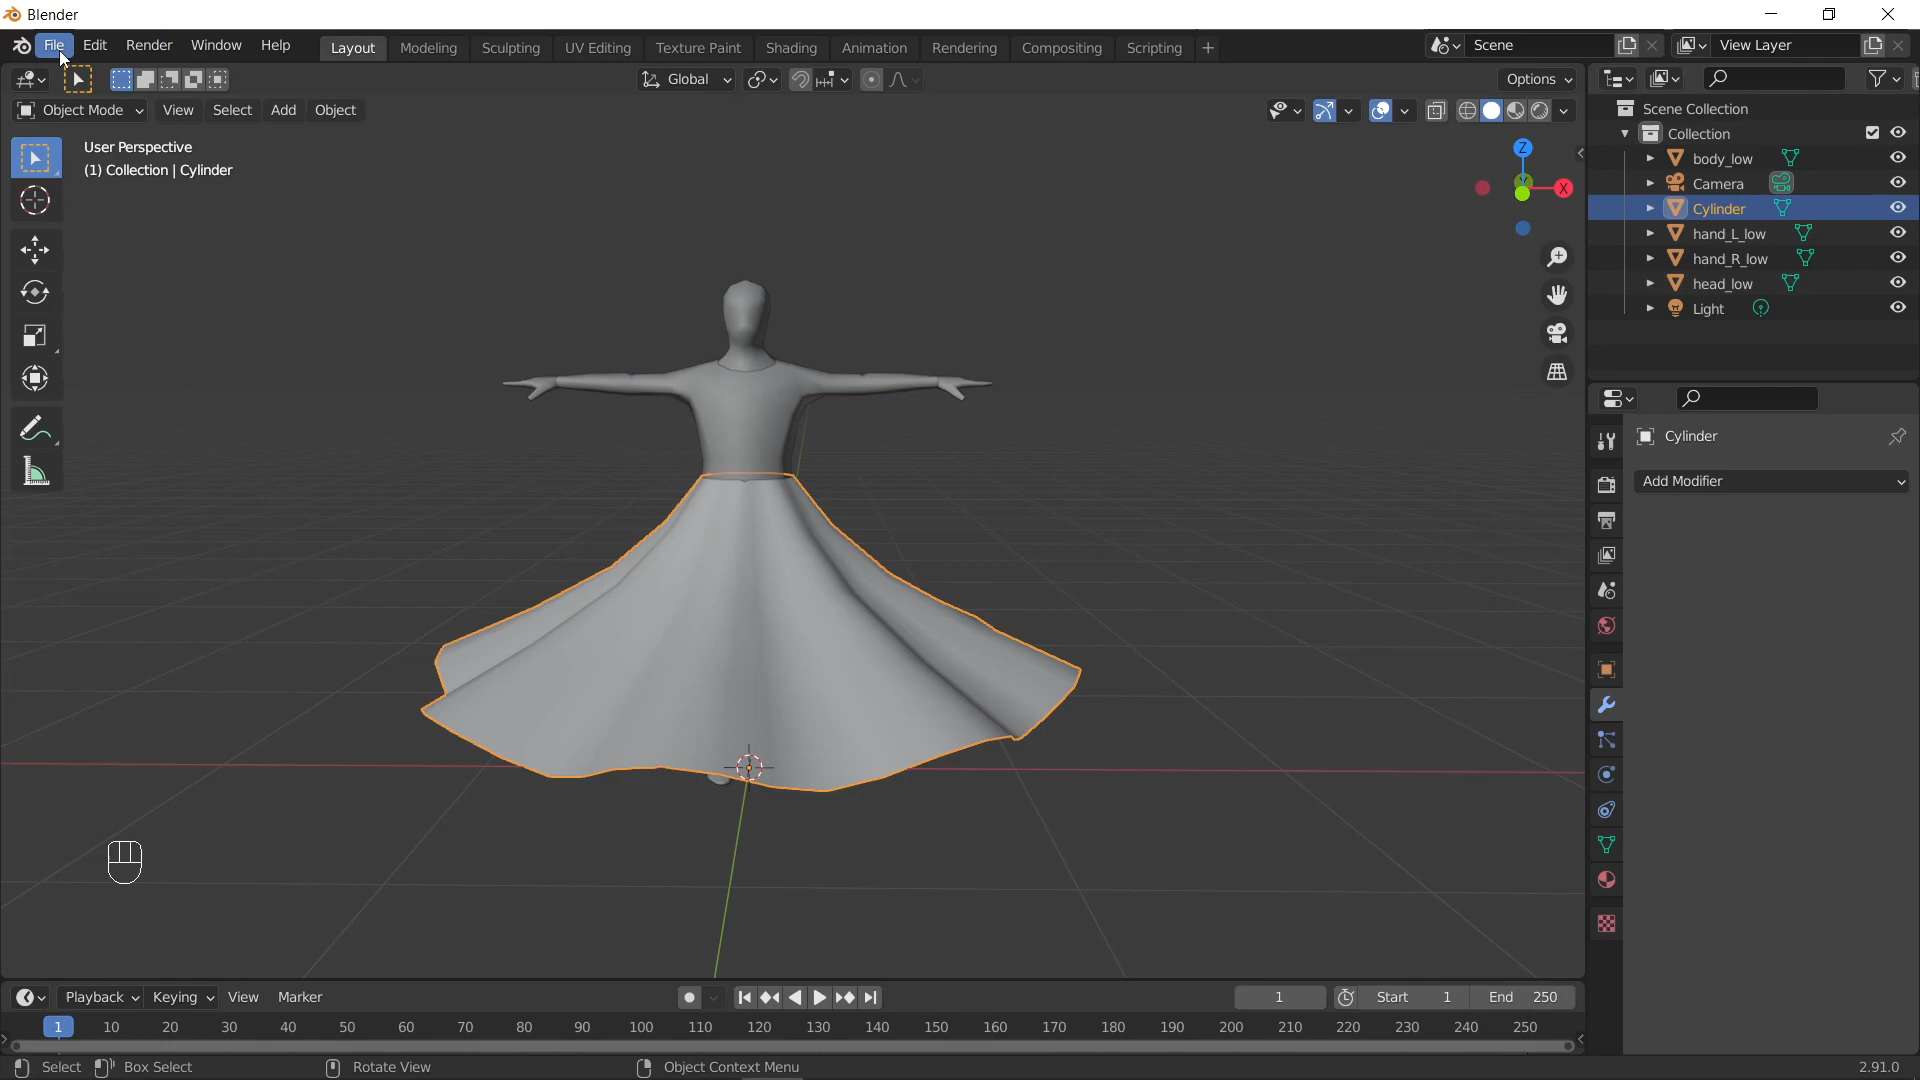 Blender
File Edit Render Window Help Layout Modeling Sculpting UV Editing Texture Paint Shading Animation Rendering Compositing Scripting + Scene View Layer
Global Options
Object Mode View Select Add Object
User Perspective
(1) Collection | Cylinder
Z
Y
X
Scene Collection
Collection
body_low
Camera
Cylinder
hand_L_low
hand_R_low
head_low
Light
Cylinder
Add Modifier
Playback Keying View Marker 1 Start 1 End 250
1 10 20 30 40 50 60 70 80 90 100 110 120 130 140 150 160 170 180 190 200 210 220 230 240 250
Select Box Select Rotate View Object Context Menu 2.91.0